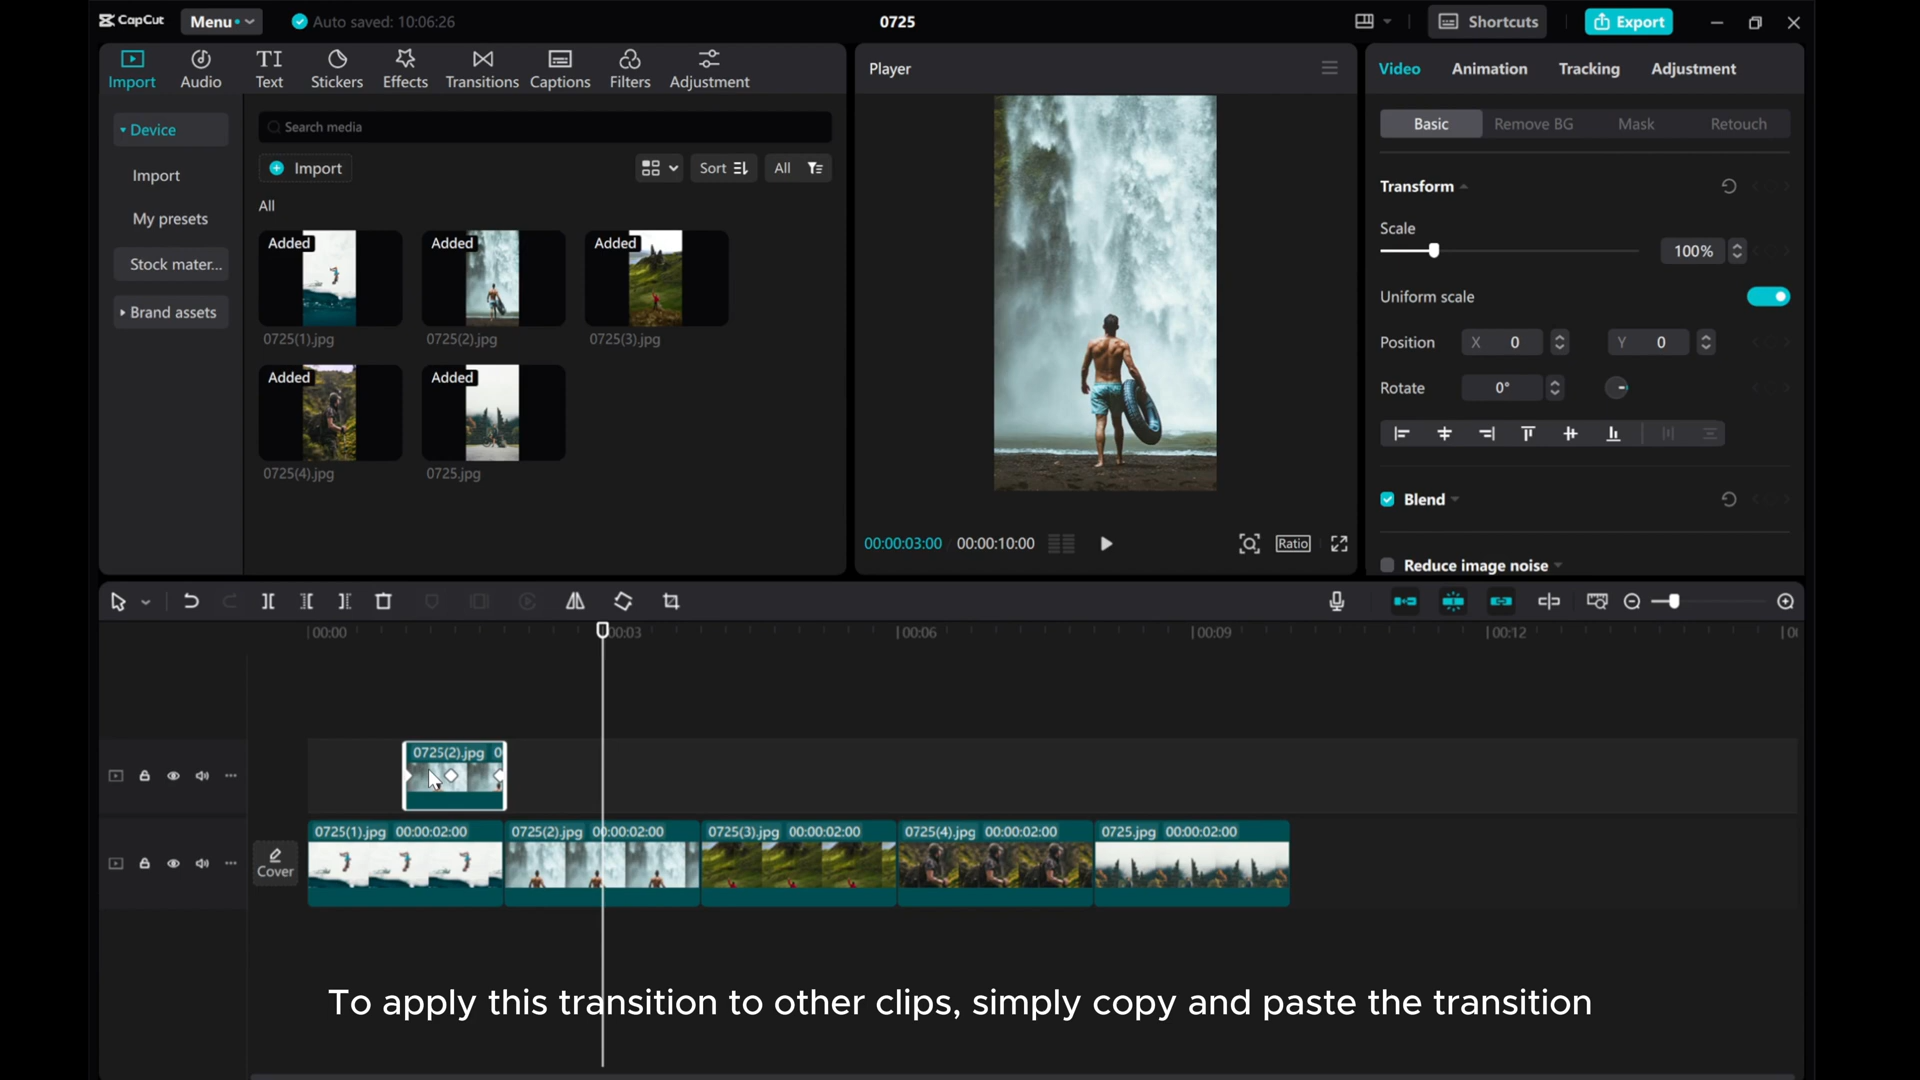 CapCut
Menu
Auto saved: 10:06:26
0725
Shortcuts
Export
Import
Audio
TI
Text
Stickers
Effects
Transitions
Captions
Filters
Adjustment
Device
Import
My presets
Stock mater...
Brand assets
Search media
Import
Sort
All
All
Added
Added
Added
0725(1).jpg
0725(2).jpg
0725(3).jpg
Added
Added
0725(4).jpg
0725.jpg
Player
00:00:03:00
00:00:10:00
Ratio
Video
Animation
Tracking
Adjustment
Basic
Remove BG
Mask
Retouch
Transform
Scale
100%
Uniform scale
Position
X 0
Y 0
Rotate
0°
Blend
Reduce image noise
00:00
00:03
00:06
00:09
00:12
00
0725(2).jpg 0
Cover
0725(1).jpg 00:00:02:00
0725(2).jpg 00:00:02:00
0725(3).jpg 00:00:02:00
0725(4).jpg 00:00:02:00
0725.jpg 00:00:02:00
To apply this transition to other clips, simply copy and paste the transition